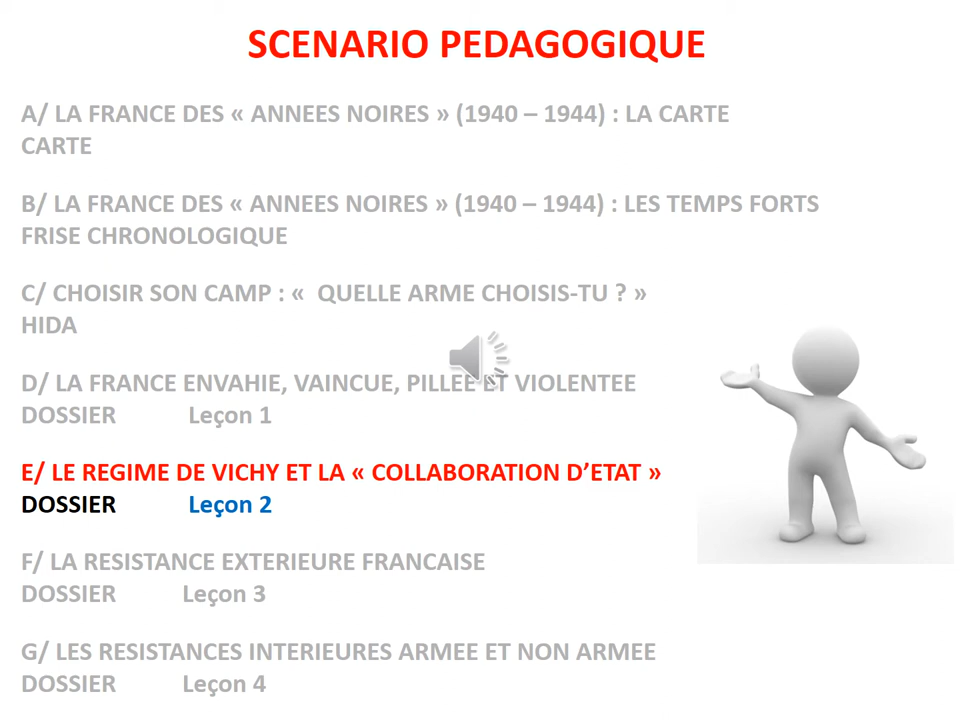 SCENARIO PEDAGOGIQUE
A/ LA FRANCE DES « ANNEES NOIRES » (1940 – 1944) : LA CARTE
CARTE
B/ LA FRANCE DES « ANNEES NOIRES » (1940 – 1944) : LES TEMPS FORTS
FRISE CHRONOLOGIQUE
C/ CHOISIR SON CAMP : « QUELLE ARME CHOISIS-TU ? »
HIDA
D/ LA FRANCE ENVAHIE, VAINCUE, PILLEE ET VIOLENTEE
DOSSIER Leçon 1
E/ LE REGIME DE VICHY ET LA « COLLABORATION D’ETAT »
DOSSIER Leçon 2
F/ LA RESISTANCE EXTERIEURE FRANCAISE
DOSSIER Leçon 3
G/ LES RESISTANCES INTERIEURES ARMEE ET NON ARMEE
DOSSIER Leçon 4